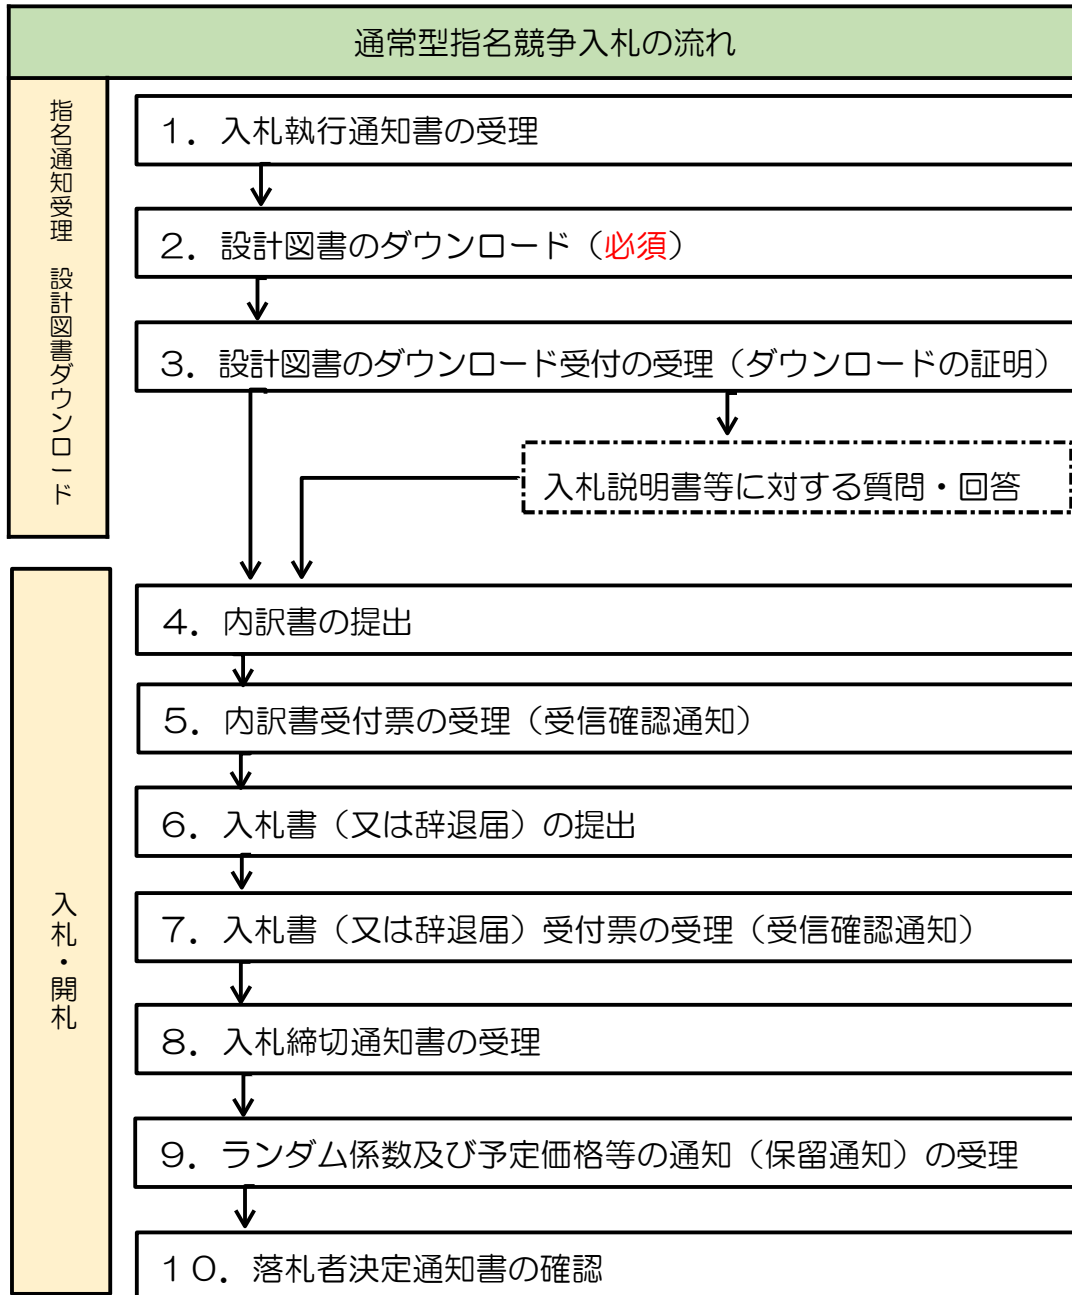 通常型指名競争入札の流れ
指名通知受理　設計図書ダウンロード
１．入札執行通知書の受理
２．設計図書のダウンロード（必須）
３．設計図書のダウンロード受付の受理（ダウンロードの証明）
入札説明書等に対する質問・回答
入札・開札
４．内訳書の提出
５．内訳書受付票の受理（受信確認通知）
６．入札書（又は辞退届）の提出
７．入札書（又は辞退届）受付票の受理（受信確認通知）
８．入札締切通知書の受理
９．ランダム係数及び予定価格等の通知（保留通知）の受理
１０．落札者決定通知書の確認